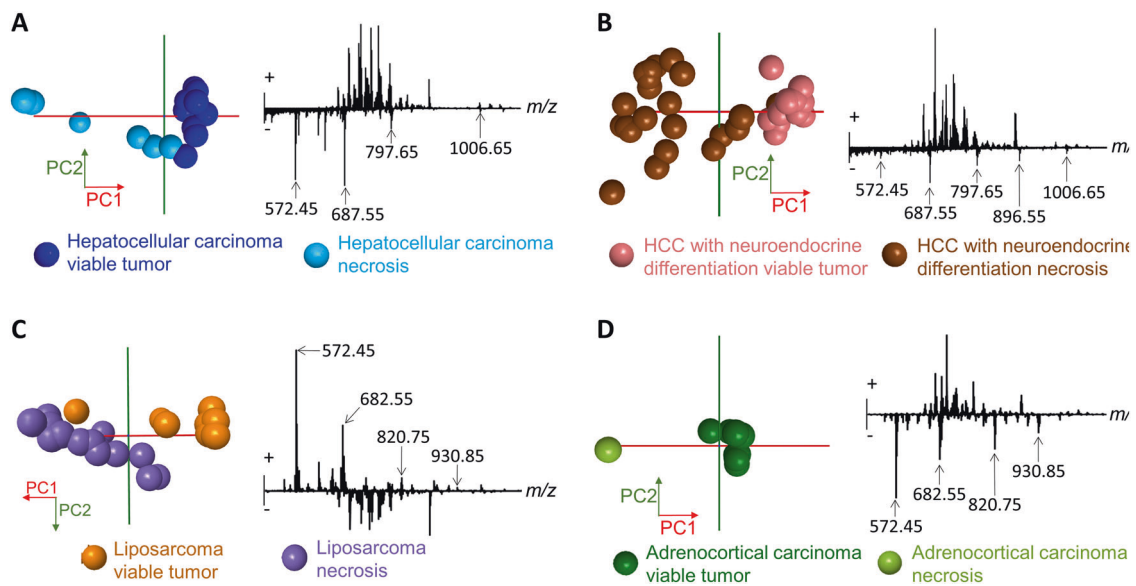 A
+
-
m/z
797.65
1006.65
572.45
687.55
PC2
PC1
Hepatocellular carcinoma
viable tumor
Hepatocellular carcinoma
necrosis
B
+
-
m/z
572.45
797.65
1006.65
687.55
896.55
PC2
PC1
HCC with neuroendocrine
differentiation viable tumor
HCC with neuroendocrine
differentiation necrosis
C
572.45
682.55
820.75
930.85
+
-
m/z
PC1
PC2
Liposarcoma
viable tumor
Liposarcoma
necrosis
D
+
-
m/
930.85
682.55
820.75
572.45
PC2
PC1
Adrenocortical carcinoma
viable tumor
Adrenocortical carcinoma
necrosis